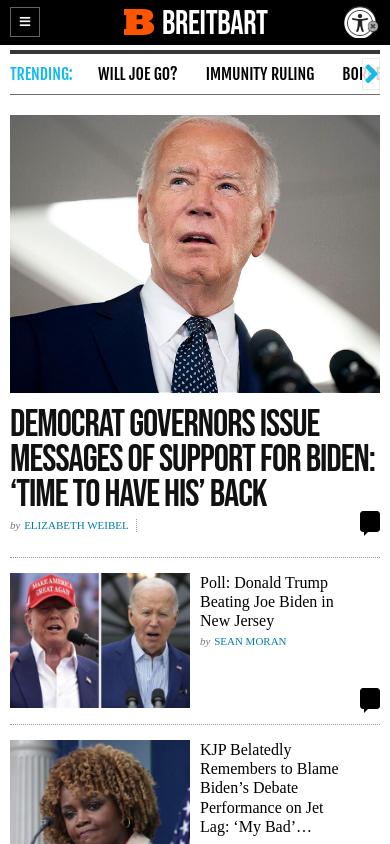 BREITBART
TRENDING: WILL JOE GO? IMMUNITY RULING
DEMOCRAT GOVERNORS ISSUE
MESSAGES OF SUPPORT FOR BIDEN:
‘TIME TO HAVE HIS’ BACK
by ELIZABETH WEIBEL
MAKE AMERICA
GREAT AGAIN
Poll: Donald Trump
Beating Joe Biden in
New Jersey
by SEAN MORAN
KJP Belatedly
Remembers to Blame
Biden’s Debate
Performance on Jet
Lag: ‘My Bad’…